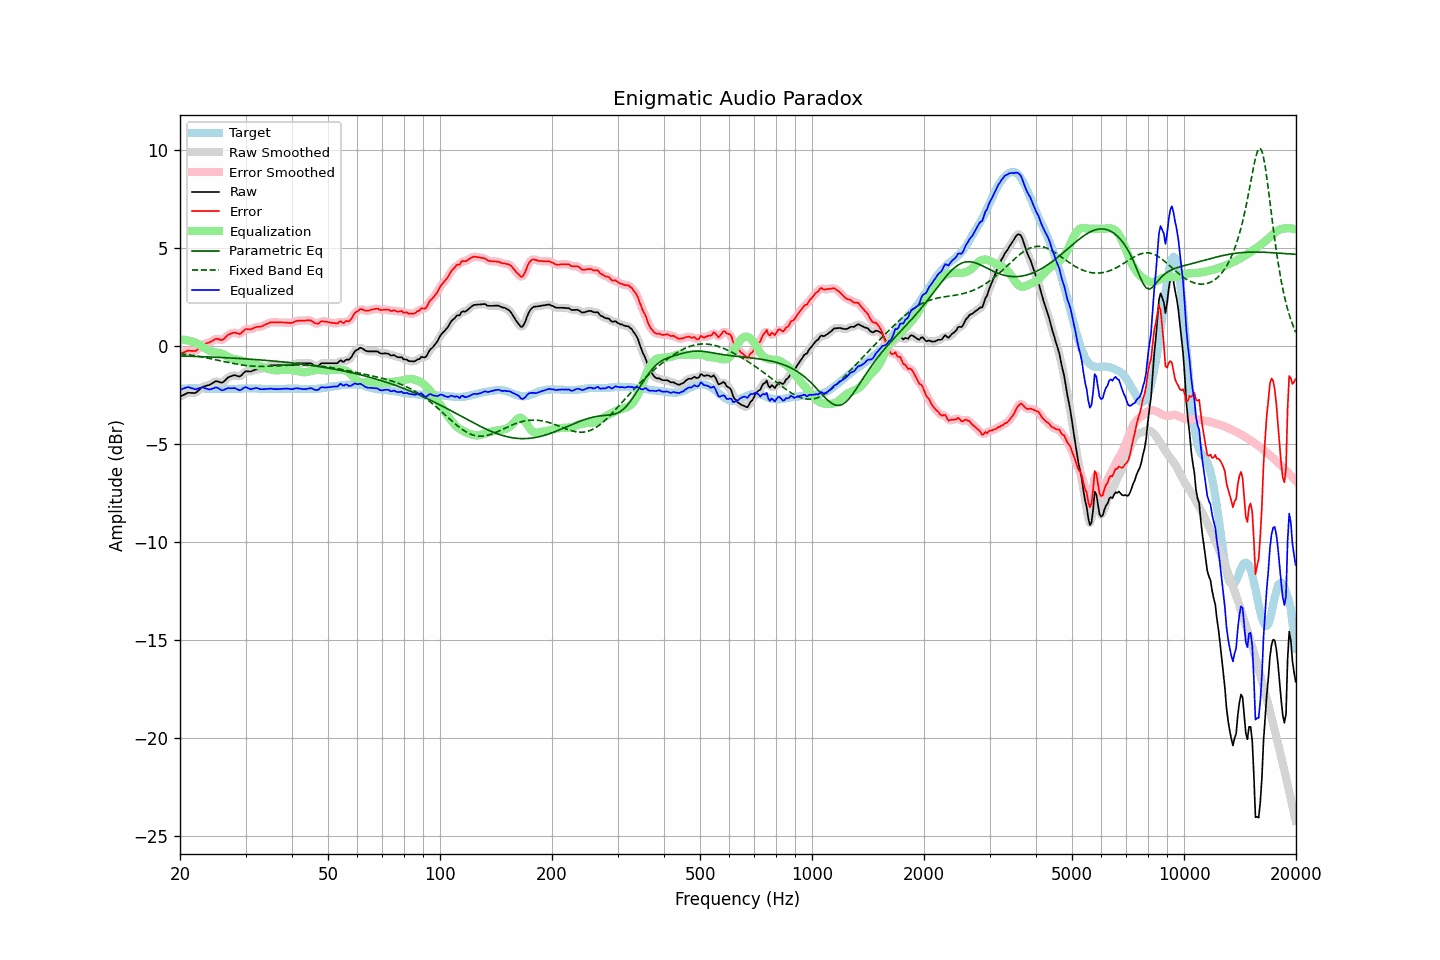 Enigmatic Audio Paradox
Target
Raw Smoothed
Error Smoothed
Raw
Error
Equalization
Parametric Eq
Fixed Band Eq
Equalized
10
5
0
−5
−10
−15
−20
−25
Amplitude (dBr)
20 50 100 200 500 1000 2000 5000 10000 20000
Frequency (Hz)